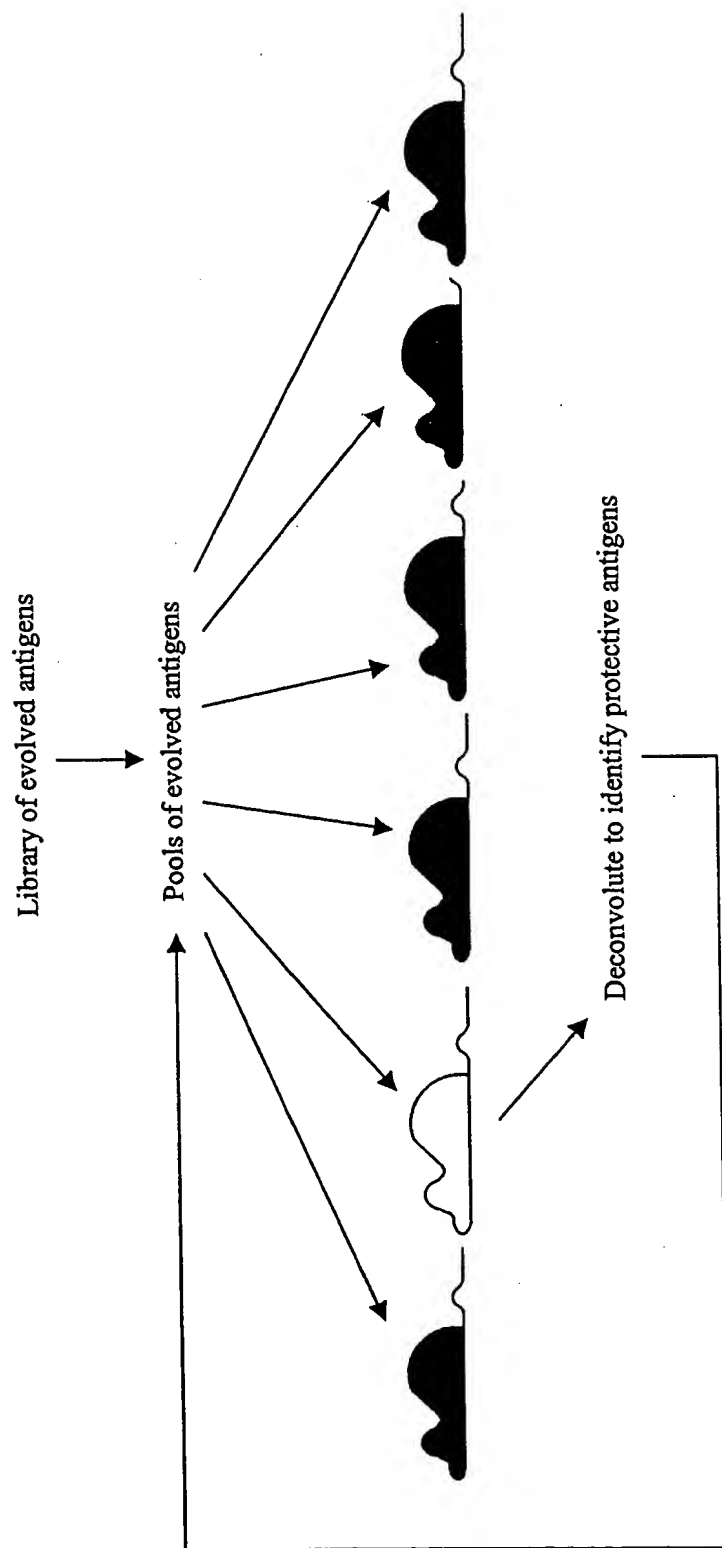 Library of evolved antigens
Pools of evolved antigens
Deconvolute to identify protective antigens